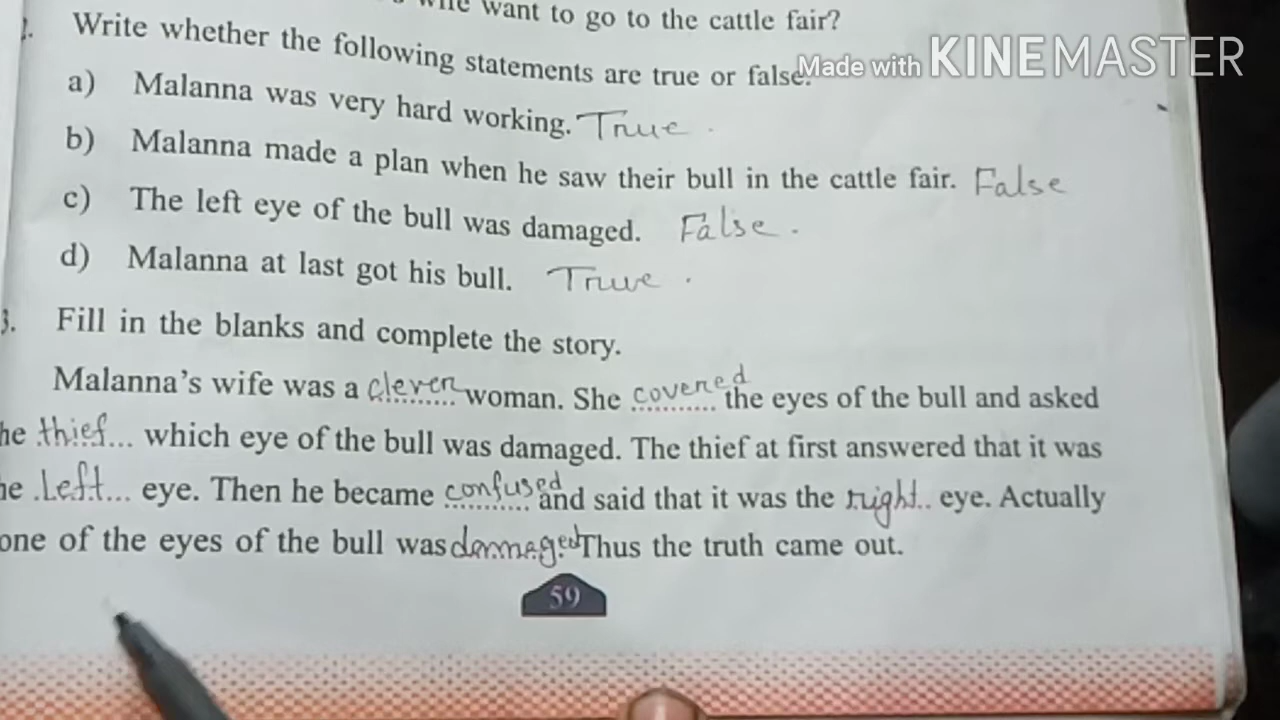 want to go to the cattle fair?
Write whether the following statements are true or false.
Made with KINEMASTER
a) Malanna was very hard working. True.
b) Malanna made a plan when he saw their bull in the cattle fair. False
c) The left eye of the bull was damaged. False.
d) Malanna at last got his bull. True.
3. Fill in the blanks and complete the story.
Malanna's wife was a clever woman. She covered the eyes of the bull and asked
he thief... which eye of the bull was damaged. The thief at first answered that it was
he .Left... eye. Then he became confused and said that it was the right.. eye. Actually
one of the eyes of the bull was dammaged Thus the truth came out.
59